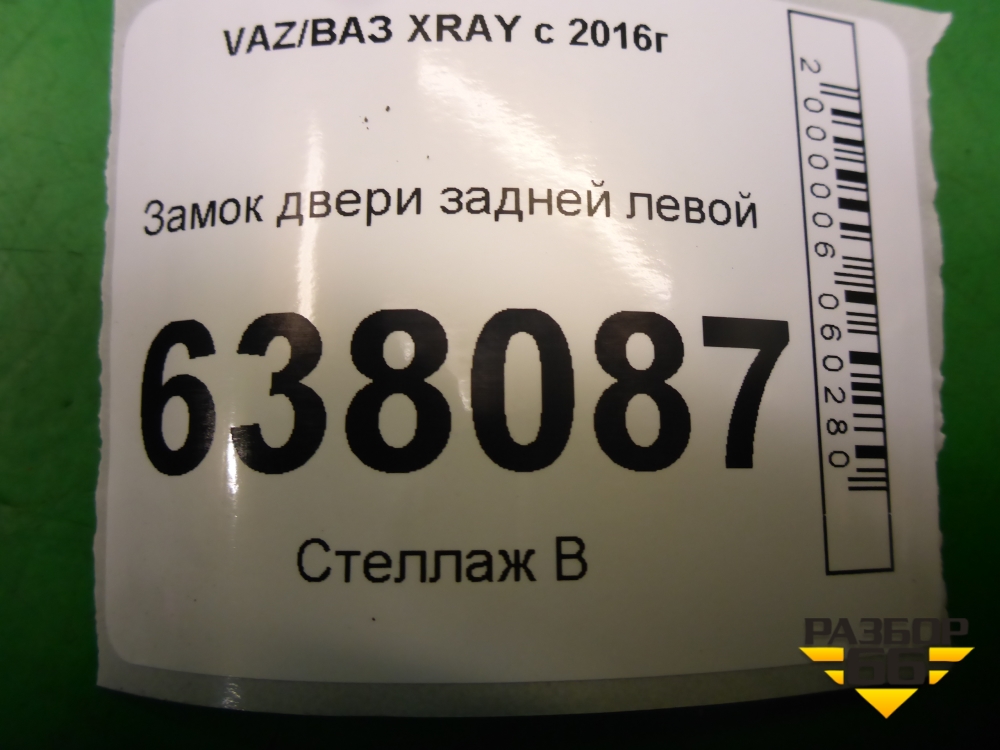 VAZ/ВАЗ XRAY с 2016г
Замок двери задней левой
638087
Стеллаж В
2000006060280
РАЗБОР
66